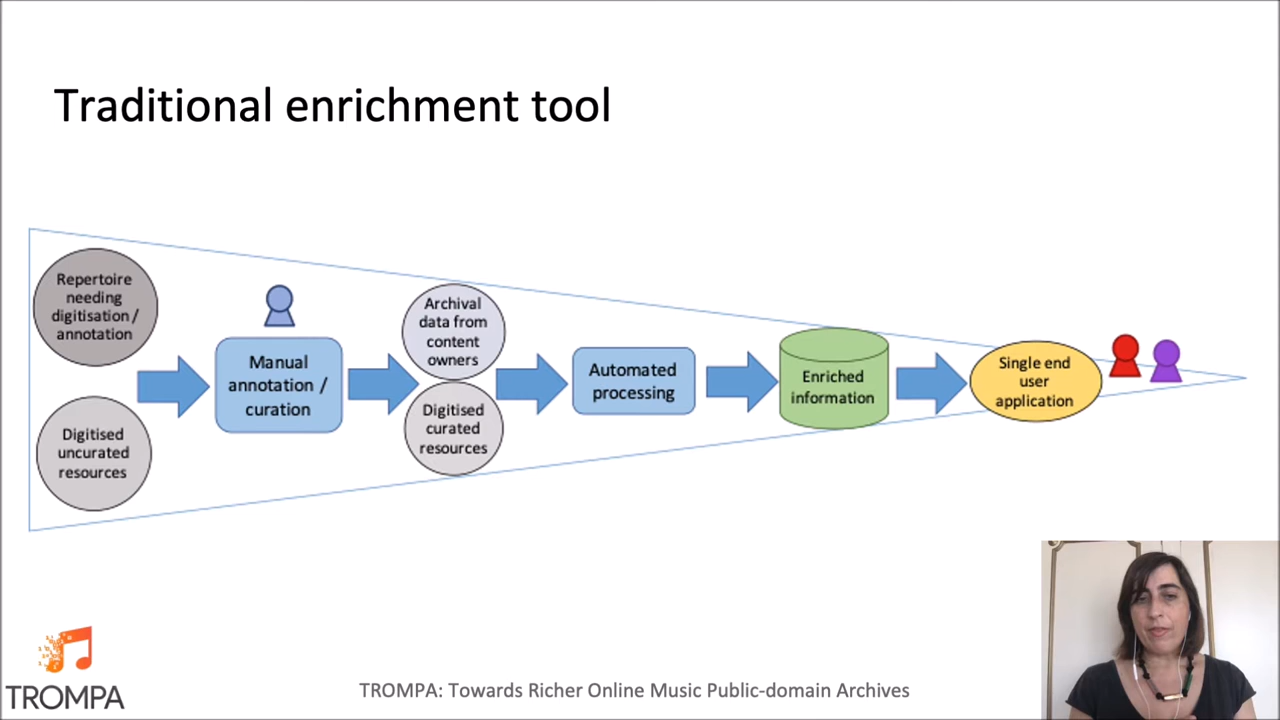 Traditional enrichment tool
Repertoire
needing
digitisation /
annotation
Digitised
uncurated
resources
Manual
annotation /
curation
Archival
data from
content
owners
Digitised
curated
resources
Automated
processing
Enriched
information
Single end
user
application
TROMPA
TROMPA: Towards Richer Online Music Public-domain Archives